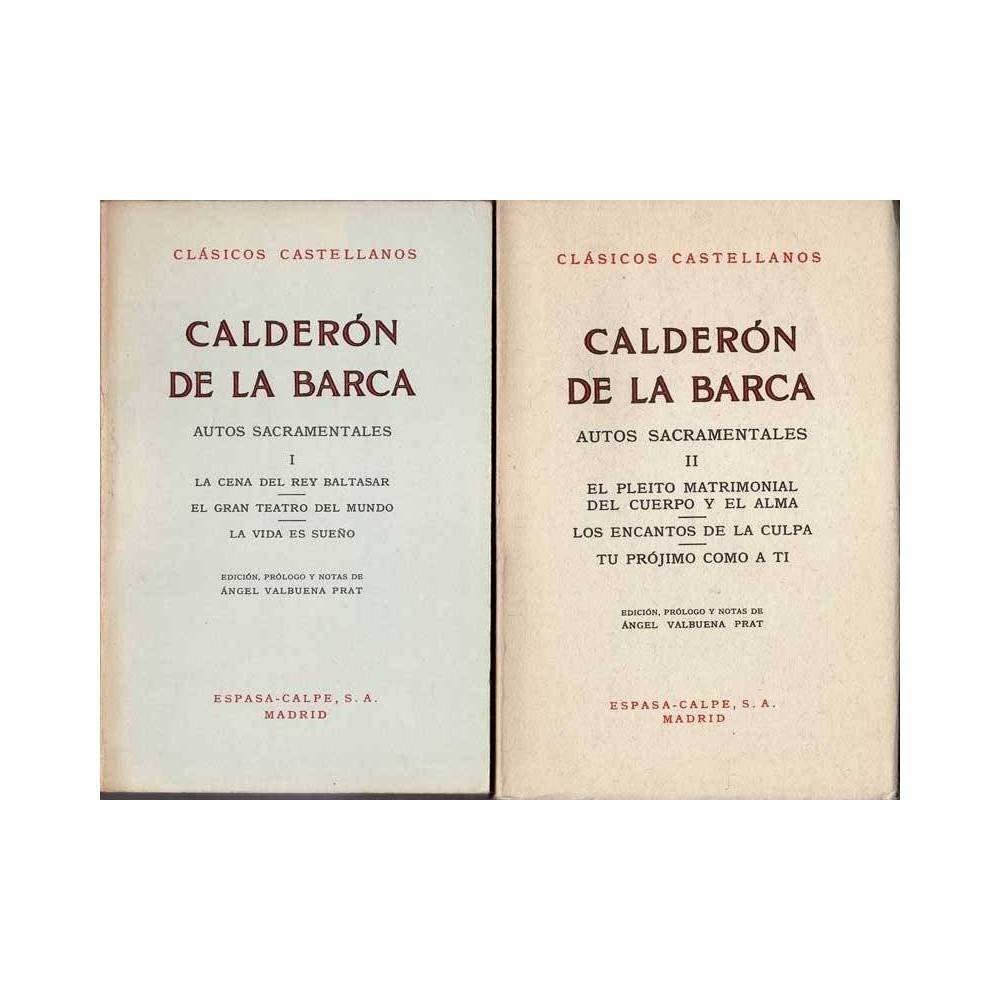 CLÁSICOS CASTELLANOS
CALDERÓN
DE LA BARCA
AUTOS SACRAMENTALES
I
LA CENA DEL REY BALTASAR
EL GRAN TEATRO DEL MUNDO
LA VIDA ES SUEÑO
EDICIÓN, PRÓLOGO Y NOTAS DE
ÁNGEL VALBUENA PRAT
ESPASA-CALPE, S. A.
MADRID
CLÁSICOS CASTELLANOS
CALDERÓN
DE LA BARCA
AUTOS SACRAMENTALES
II
EL PLEITO MATRIMONIAL
DEL CUERPO Y EL ALMA
LOS ENCANTOS DE LA CULPA
TU PRÓJIMO COMO A TI
EDICIÓN, PRÓLOGO Y NOTAS DE
ÁNGEL VALBUENA PRAT
ESPASA-CALPE, S. A.
MADRID